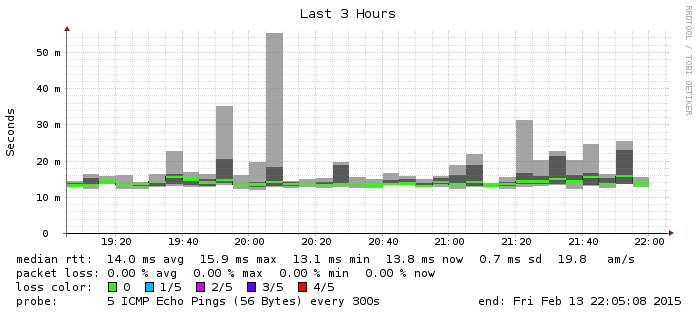 Last 3 Hours
RRDTOOL / TOBI OETIKER
Seconds
50 m
40 m
30 m
20 m
10 m
0
19:20 19:40 20:00 20:20 20:40 21:00 21:20 21:40 22:00
median rtt: 14.0 ms avg 15.9 ms max 13.1 ms min 13.8 ms now 0.7 ms sd 19.8 am/s
packet loss: 0.00 % avg 0.00 % max 0.00 % min 0.00 % now
loss color: 0 1/5 2/5 3/5 4/5
probe: 5 ICMP Echo Pings (56 Bytes) every 300s end: Fri Feb 13 22:05:08 2015